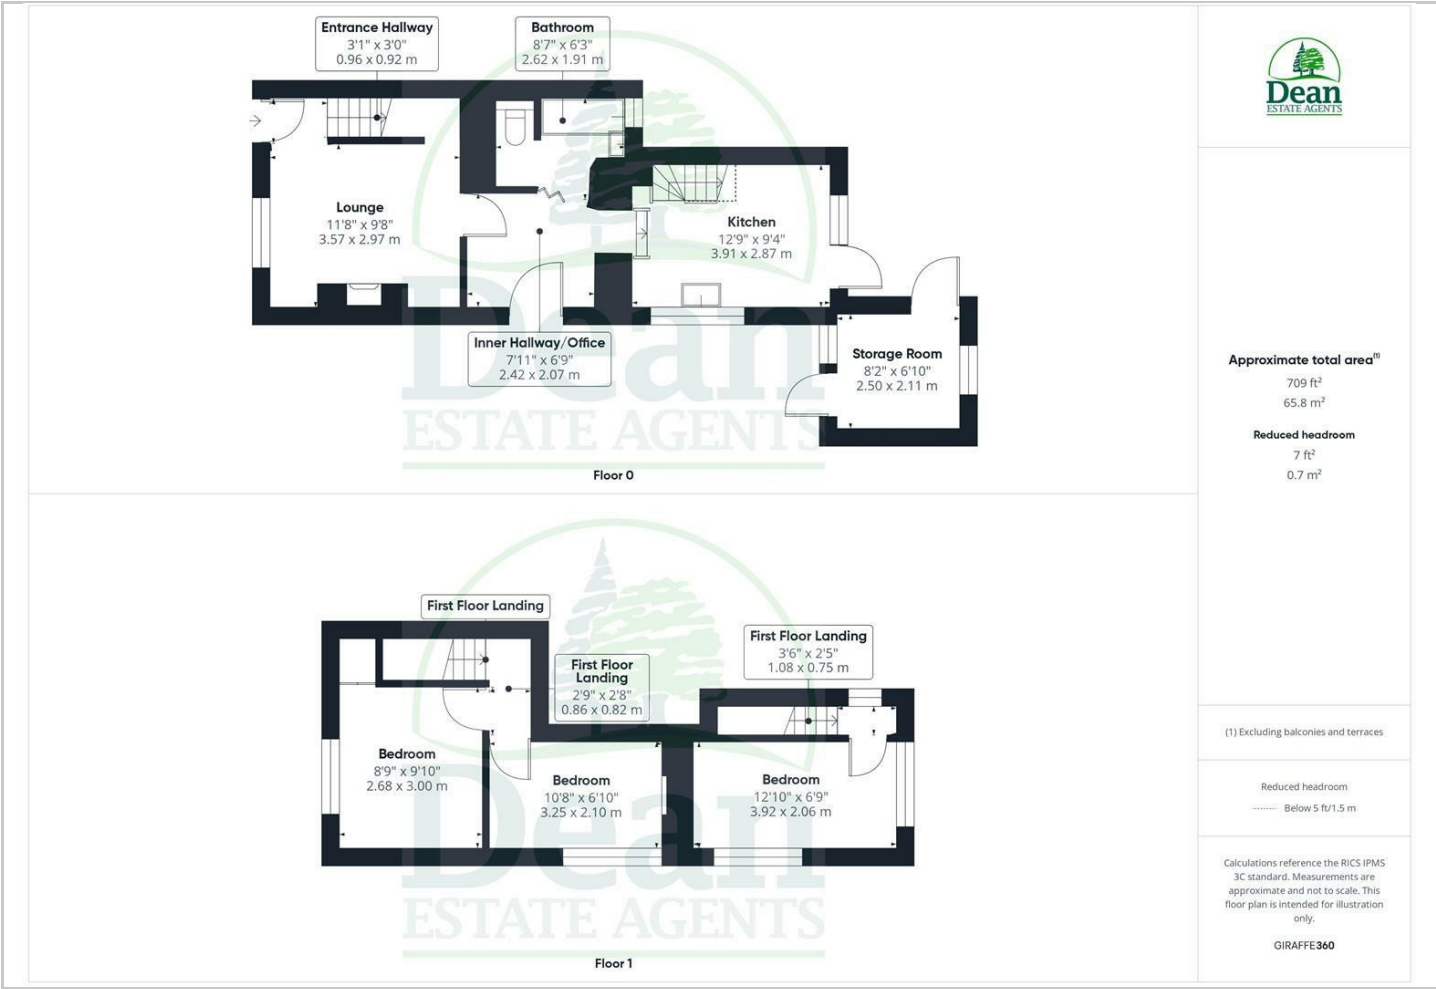 Entrance Hallway
3'1" x 3'0"
0.96 x 0.92 m
Bathroom
8'7" x 6'3"
2.62 x 1.91 m
Lounge
11'8" x 9'8"
3.57 x 2.97 m
Kitchen
12'9" x 9'4"
3.91 x 2.87 m
Inner Hallway/Office
7'11" x 6'9"
2.42 x 2.07 m
Storage Room
8'2" x 6'10"
2.50 x 2.11 m
Dean
ESTATE AGENTS
Floor 0
First Floor Landing
First Floor
Landing
2'9" x 2'8"
0.86 x 0.82 m
First Floor Landing
3'6" x 2'5"
1.08 x 0.75 m
Bedroom
8'9" x 9'10"
2.68 x 3.00 m
Bedroom
10'8" x 6'10"
3.25 x 2.10 m
Bedroom
12'10" x 6'9"
3.92 x 2.06 m
Dean
ESTATE AGENTS
Floor 1
Dean
ESTATE AGENTS
Approximate total area(1)
709 ft²
65.8 m²
Reduced headroom
7 ft²
0.7 m²
(1) Excluding balconies and terraces
Reduced headroom
Below 5 ft/1.5 m
Calculations reference the RICS IPMS
3C standard. Measurements are
approximate and not to scale. This
floor plan is intended for illustration
only.
GIRAFFE360